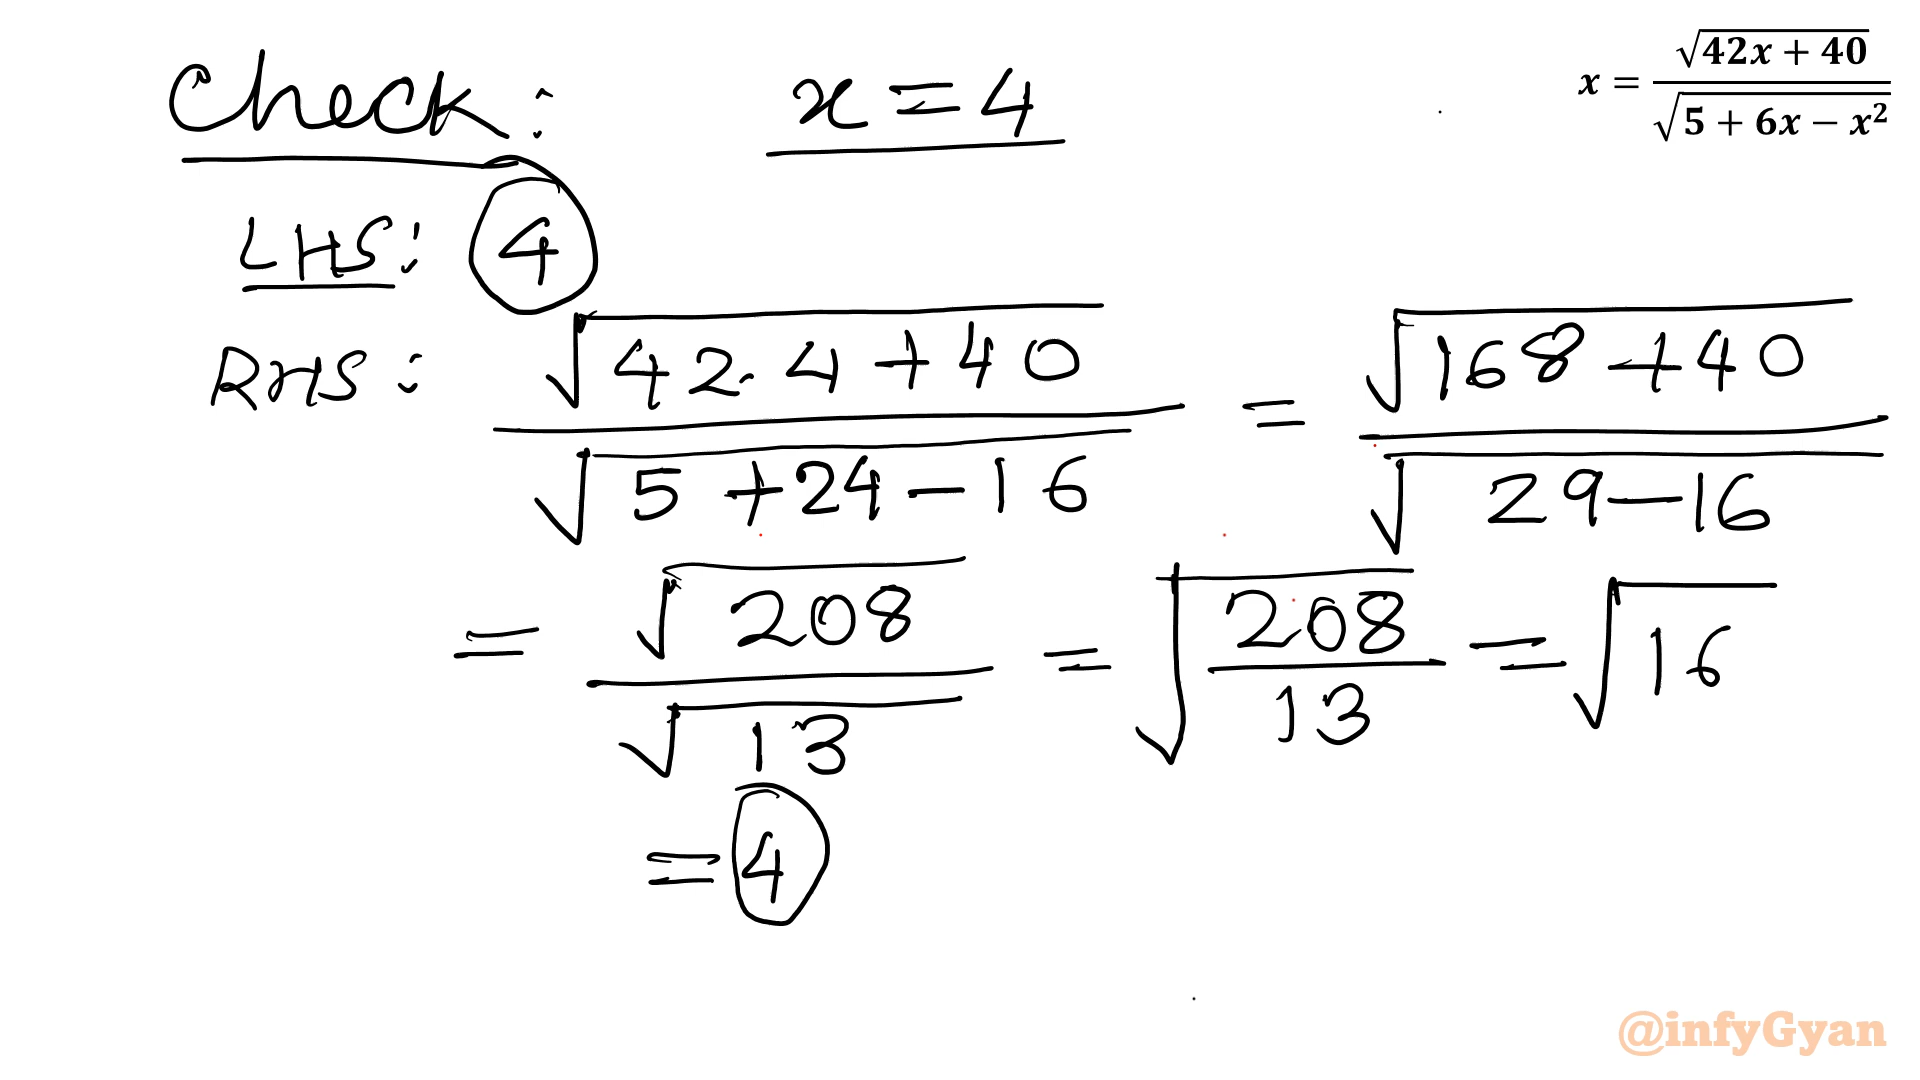 Check: x = 4
x = √(42x + 40) / √(5 + 6x − x²)
LHS: 4
RHS: √(42·4 + 40) / √(5 + 24 − 16) = √(168 + 40) / √(29 − 16)
= √208 / √13 = √(208/13) = √16
= 4
@infyGyan